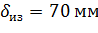 δиз = 70 мм